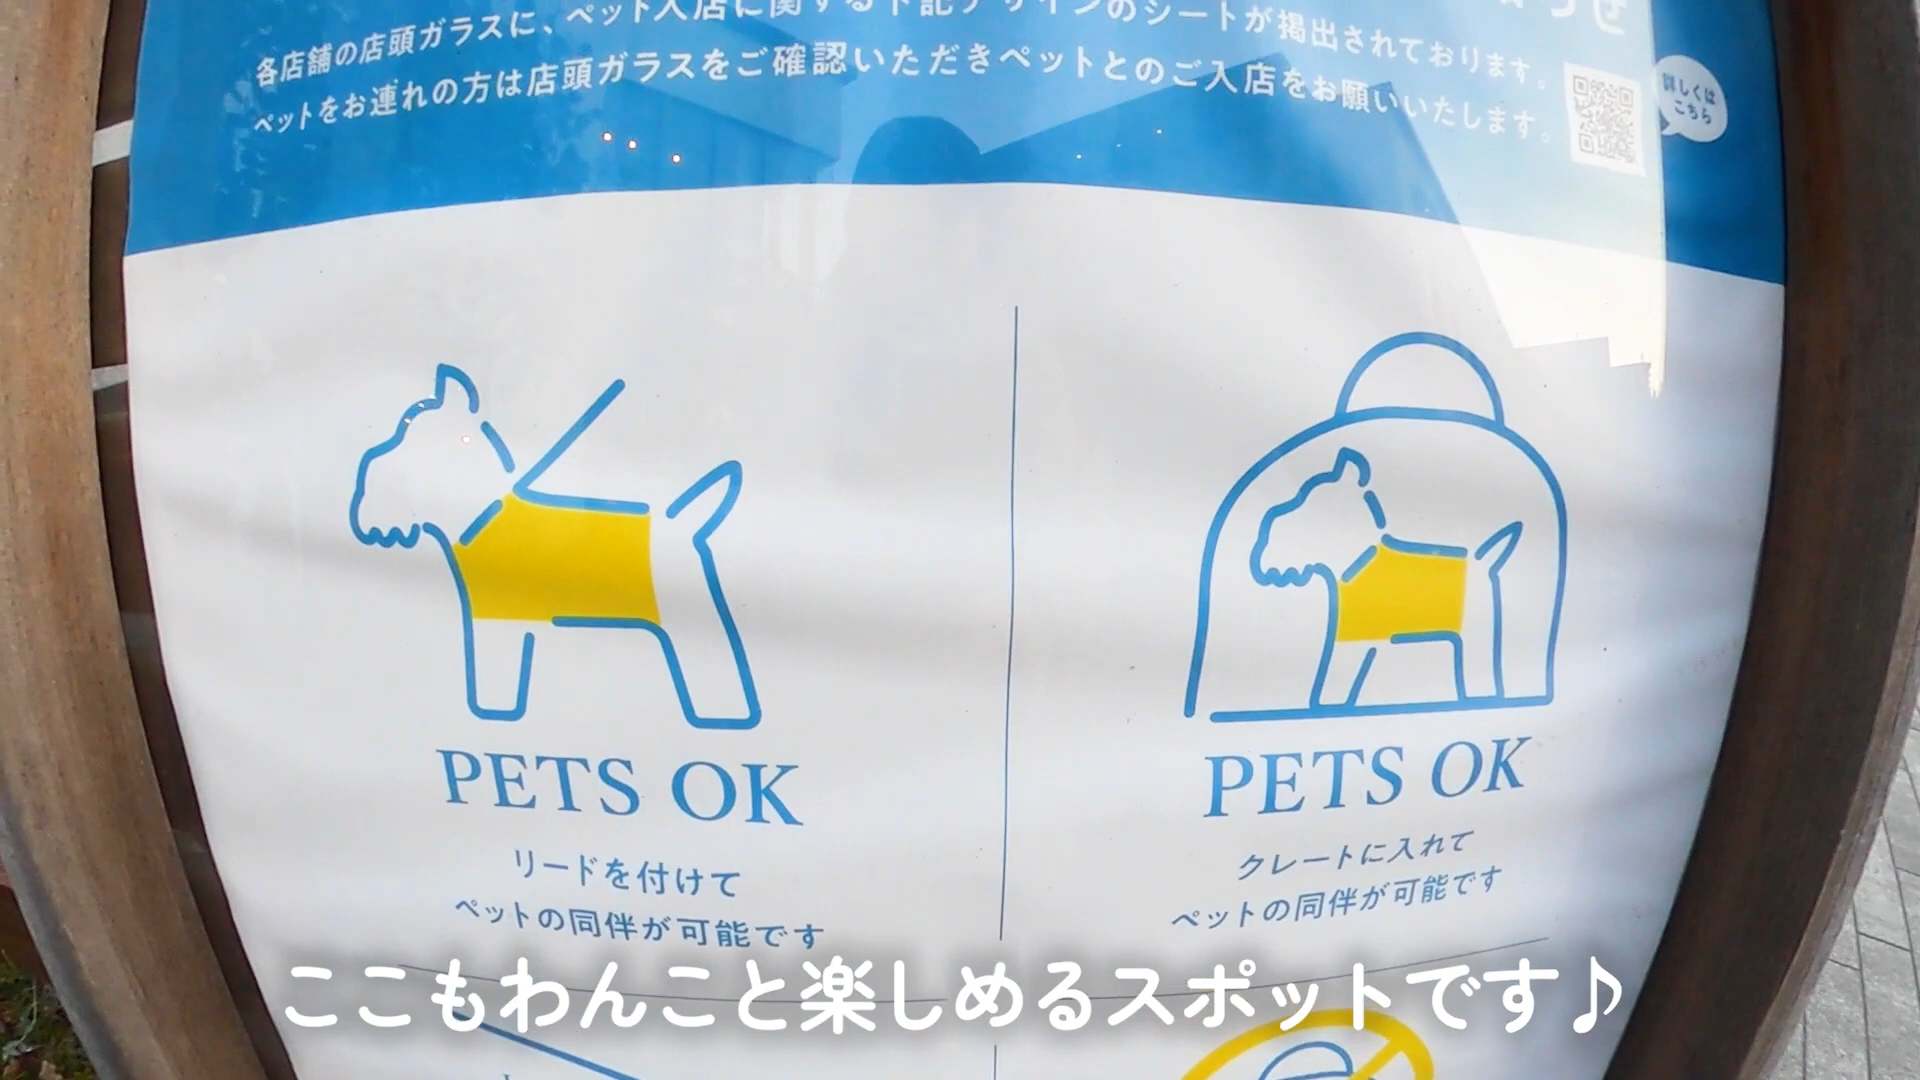 各店舗の店頭ガラスに、ペット入店に関する下記デザインのシートが掲出されております。
ペットをお連れの方は店頭ガラスをご確認いただきペットとのご入店をお願いいたします。
詳しくは
こちら
PETS OK
リードを付けて
ペットの同伴が可能です
PETS OK
クレートに入れて
ペットの同伴が可能です
ここもわんこと楽しめるスポットです♪